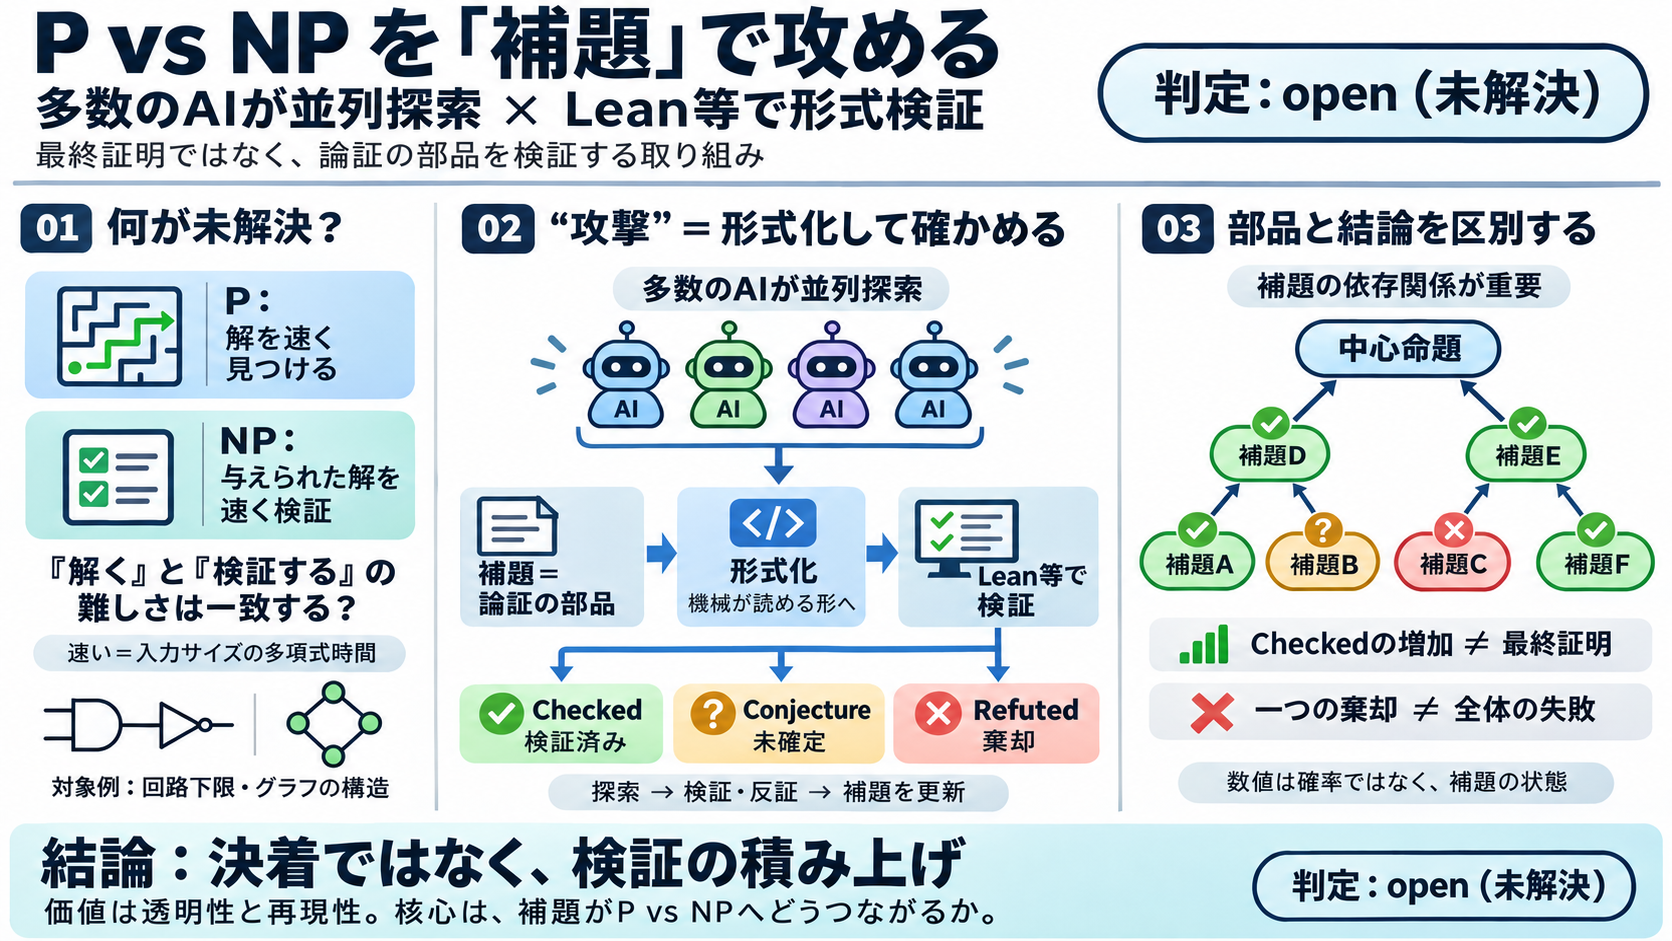 P vs NP を「補題」で攻める
多数のAIが並列探索 × Lean等で形式検証
最終証明ではなく、論証の部品を検証する取り組み
判定：open（未解決）
01 何が未解決？
P：
解を速く
見つける
NP：
与えられた解を
速く検証
『解く』と『検証する』の
難しさは一致する？
速い＝入力サイズの多項式時間
対象例：回路下限・グラフの構造
02 “攻撃”＝形式化して確かめる
多数のAIが並列探索
AI AI AI AI
補題＝
論証の部品
</>
形式化
機械が読める形へ
Lean等で
検証
Checked
検証済み
? Conjecture
未確定
Refuted
棄却
探索 → 検証・反証 → 補題を更新
03 部品と結論を区別する
補題の依存関係が重要
中心命題
補題D 補題E
?
補題A 補題B 補題C 補題F
Checkedの増加 ≠ 最終証明
一つの棄却 ≠ 全体の失敗
数値は確率ではなく、補題の状態
結論：決着ではなく、検証の積み上げ
価値は透明性と再現性。核心は、補題がP vs NPへどうつながるか。
判定：open（未解決）